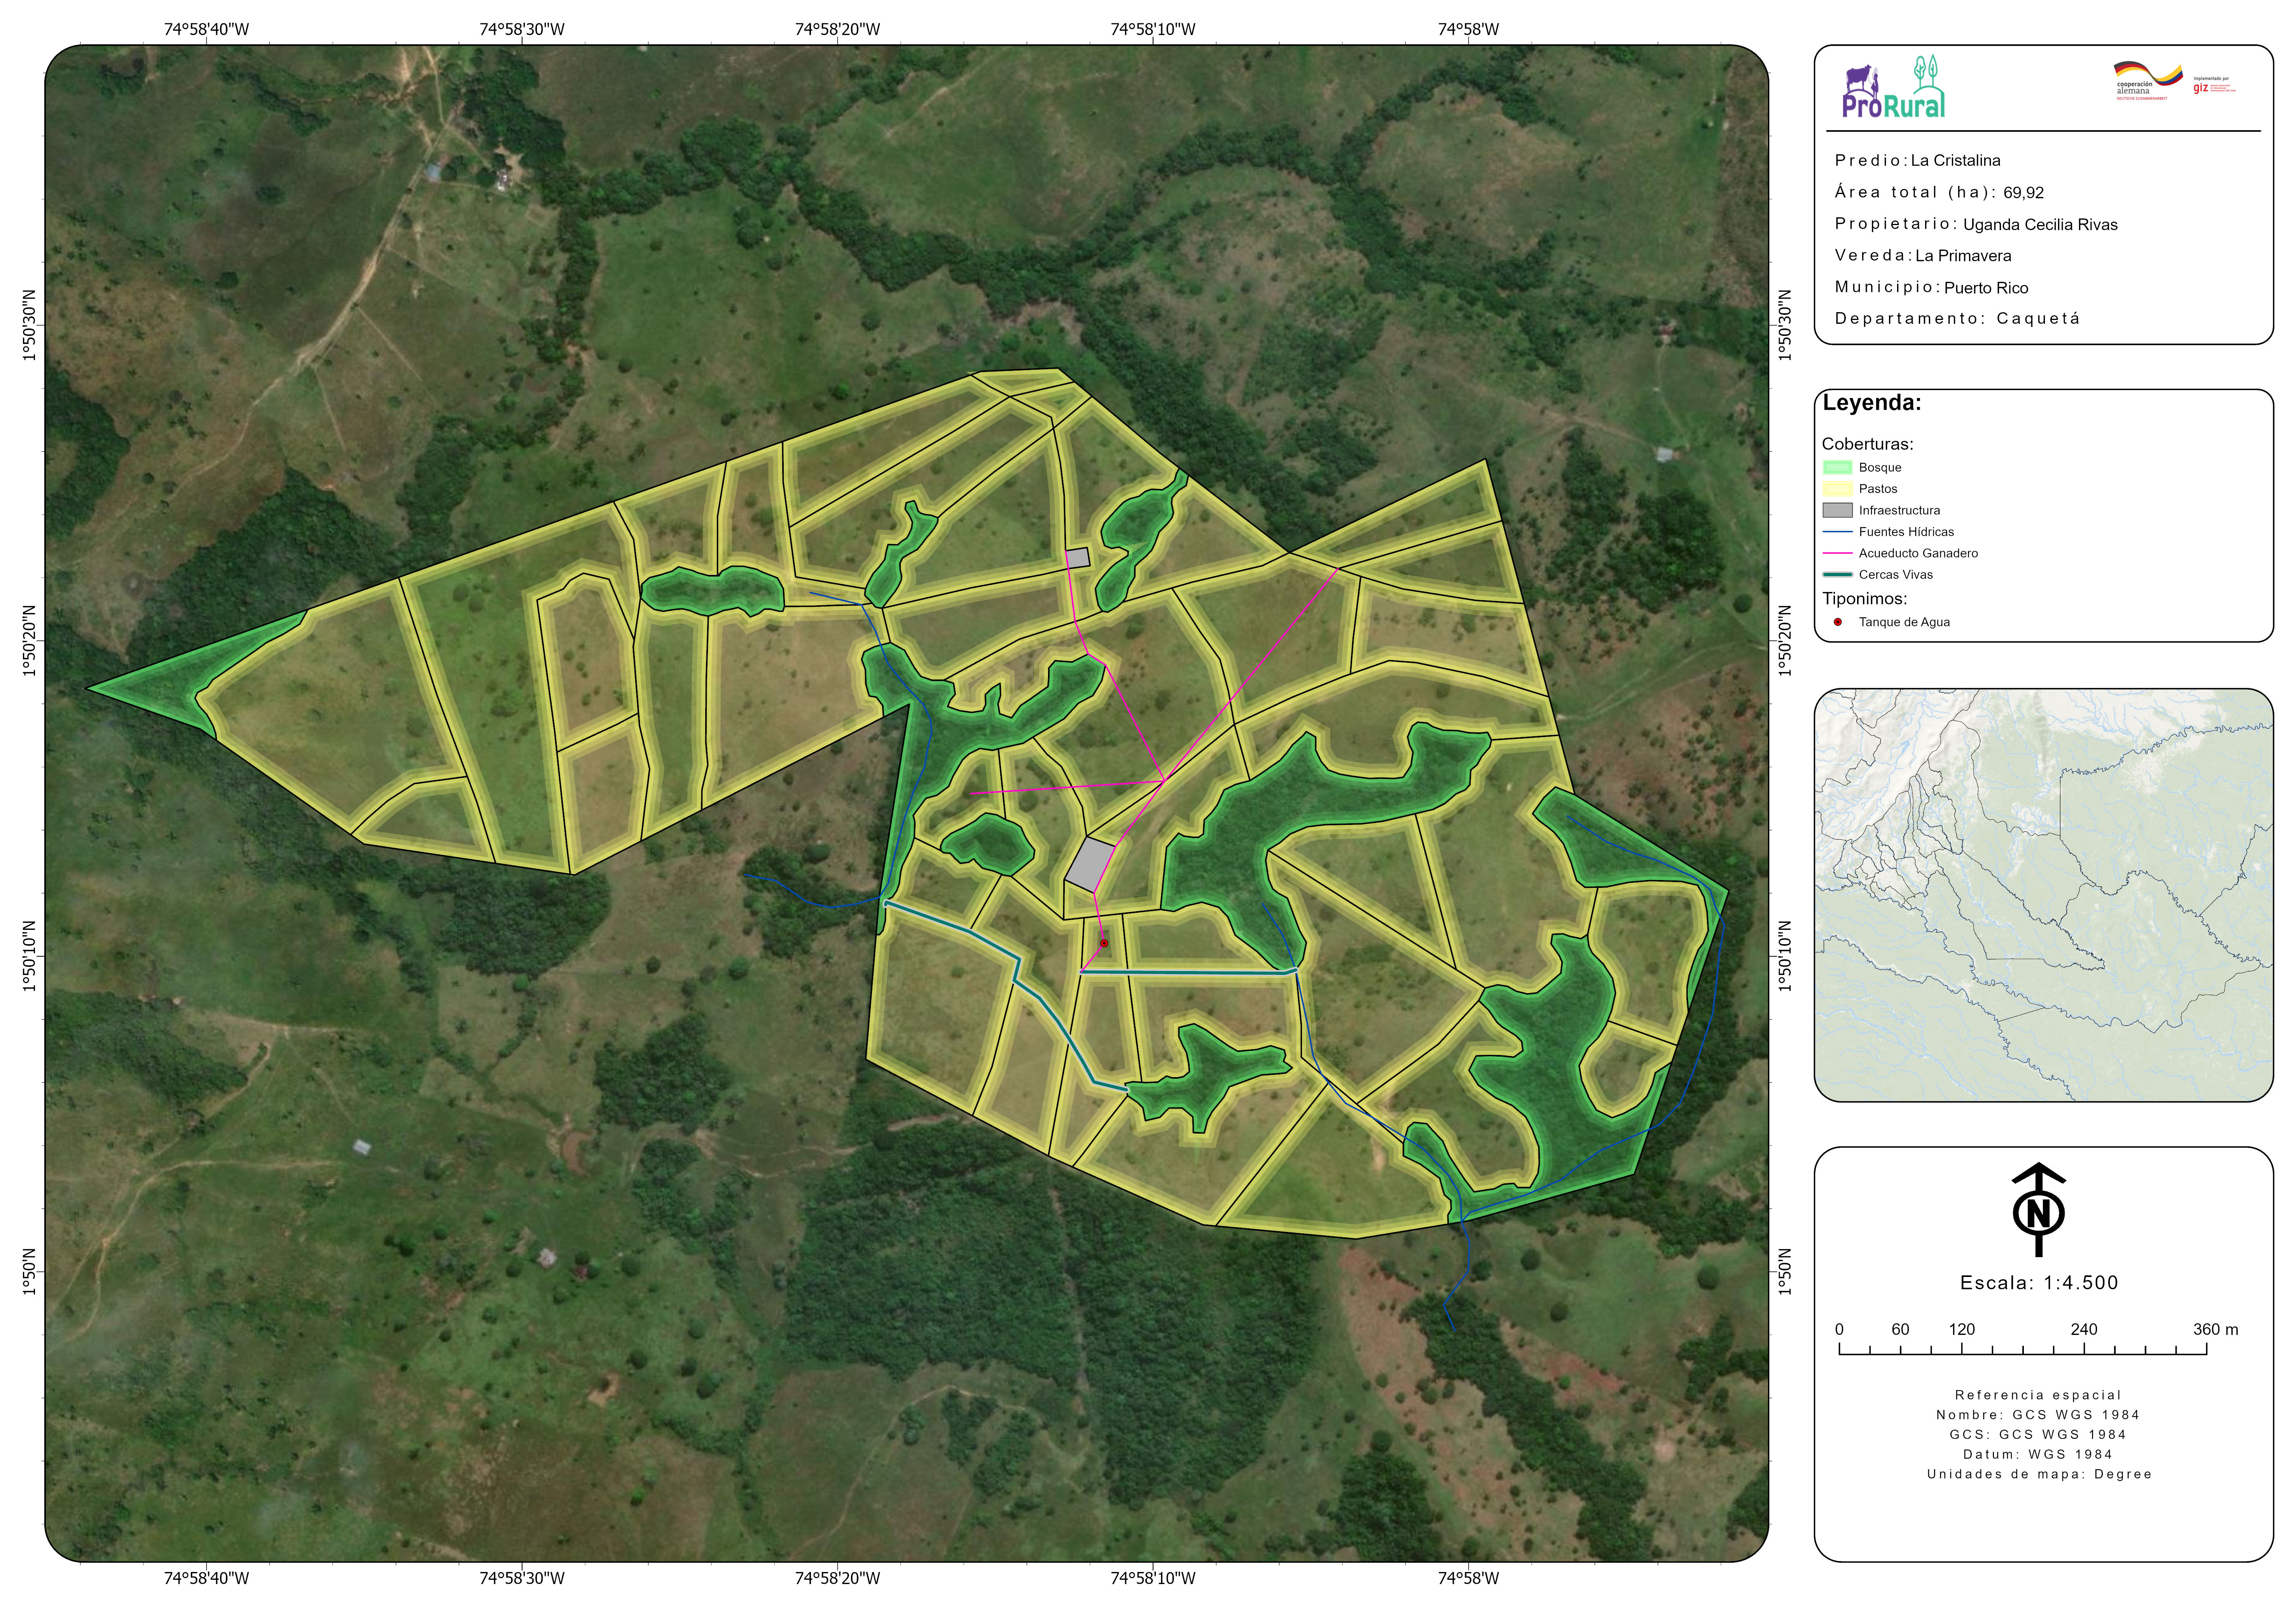 74°58'40"W 74°58'30"W 74°58'20"W 74°58'10"W 74°58'W
1°50'30"N
1°50'20"N
1°50'10"N
1°50'N
1°50'30"N
1°50'20"N
1°50'10"N
1°50'N
74°58'40"W 74°58'30"W 74°58'20"W 74°58'10"W 74°58'W
ProRural
cooperación
alemana
DEUTSCHE ZUSAMMENARBEIT
Implementada por
giz
Predio: La Cristalina
Área total (ha): 69,92
Propietario: Uganda Cecilia Rivas
Vereda: La Primavera
Municipio: Puerto Rico
Departamento: Caquetá
Leyenda:
Coberturas:
Bosque
Pastos
Infraestructura
Fuentes Hídricas
Acueducto Ganadero
Cercas Vivas
Tiponimos:
Tanque de Agua
N
Escala: 1:4.500
0 60 120 240 360 m
Referencia espacial
Nombre: GCS WGS 1984
GCS: GCS WGS 1984
Datum: WGS 1984
Unidades de mapa: Degree